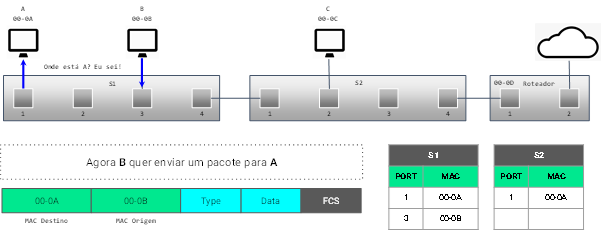 A
00-0A
B
00-0B
C
00-0C
Onde está A? Eu sei!
S1
S2
00-0D
Roteador
1
2
3
4
1
2
3
4
1
2
Agora B quer enviar um pacote para A
00-0A
00-0B
Type
Data
FCS
MAC Destino
MAC Origem
S1
PORT
MAC
1
00-0A
3
00-0B
S2
PORT
MAC
1
00-0A